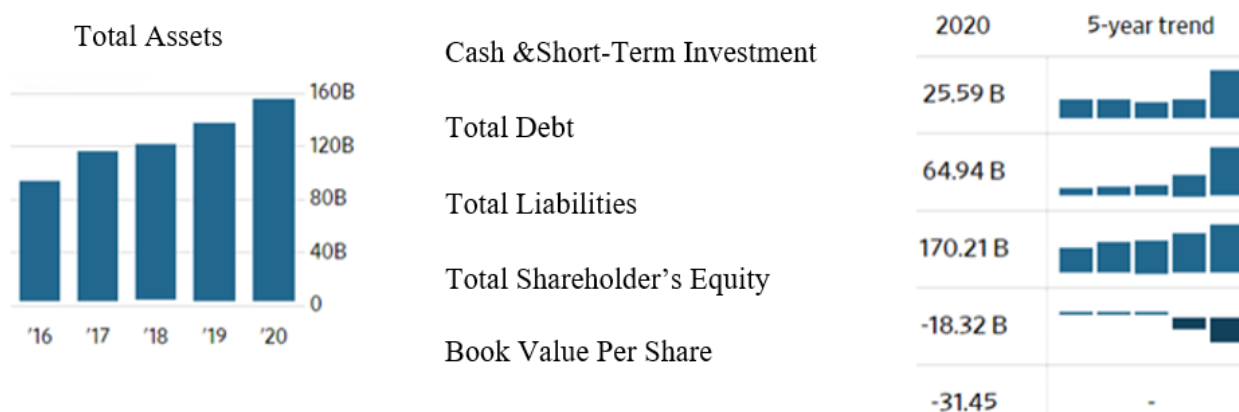 Total Assets
160B
120B
80B
40B
0
'16 '17 '18 '19 '20
Cash &Short-Term Investment
Total Debt
Total Liabilities
Total Shareholder’s Equity
Book Value Per Share
2020 5-year trend
25.59 B
64.94 B
170.21 B
-18.32 B
-31.45 -